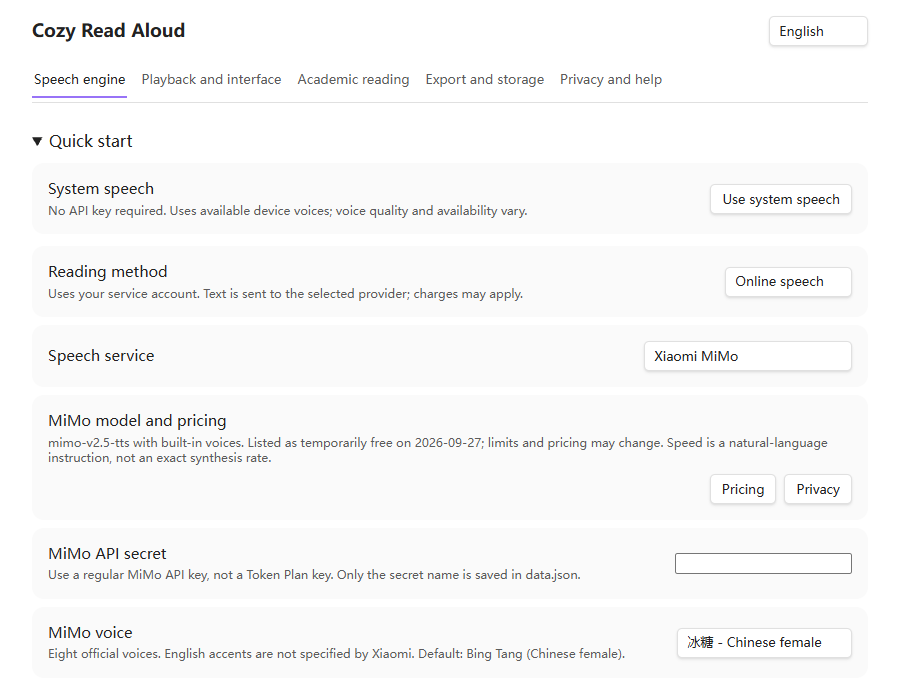 Cozy Read Aloud
English
Speech engine
Playback and interface
Academic reading
Export and storage
Privacy and help
Quick start
System speech
No API key required. Uses available device voices; voice quality and availability vary.
Use system speech
Reading method
Uses your service account. Text is sent to the selected provider; charges may apply.
Online speech
Speech service
Xiaomi MiMo
MiMo model and pricing
mimo-v2.5-tts with built-in voices. Listed as temporarily free on 2026-09-27; limits and pricing may change. Speed is a natural-language
instruction, not an exact synthesis rate.
Pricing
Privacy
MiMo API secret
Use a regular MiMo API key, not a Token Plan key. Only the secret name is saved in data.json.
MiMo voice
Eight official voices. English accents are not specified by Xiaomi. Default: Bing Tang (Chinese female).
冰糖 - Chinese female